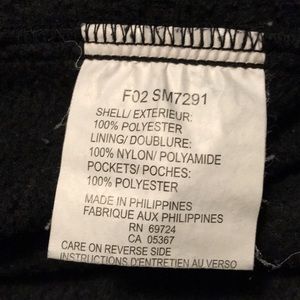 F02 SM7291
SHELL/ EXTERIEUR:
100% POLYESTER
LINING/ DOUBLURE:
100% NYLON/ POLYAMIDE
POCKETS/ POCHES:
100% POLYESTER
MADE IN PHILIPPINES
FABRIQUE AUX PHILIPPINES
RN 69724
CA 05367
CARE ON REVERSE SIDE
INSTRUCTIONS D'ENTRETIEN AU VERSO